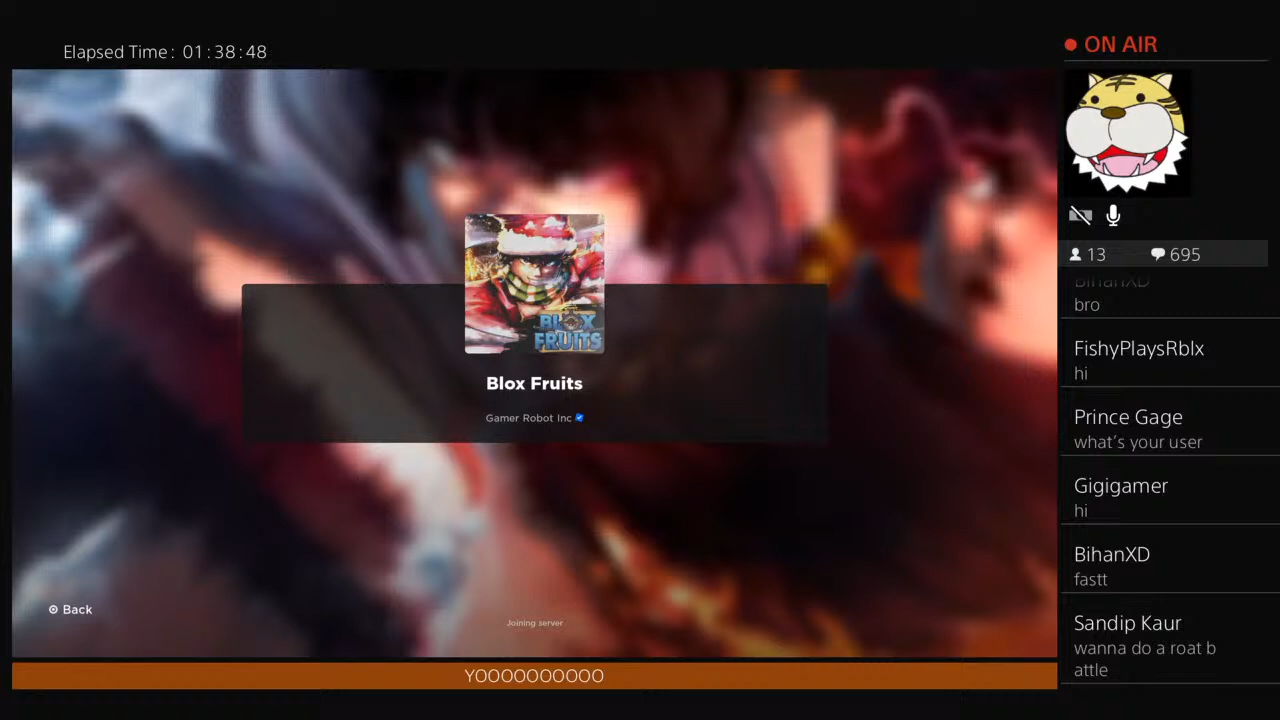 Elapsed Time: 01:38:48
ON AIR
13 695
BihanXD
bro
FishyPlaysRblx
hi
Prince Gage
what's your user
Gigigamer
hi
BihanXD
fastt
Sandip Kaur
wanna do a roat b
attle
BLOX
FRUITS
Blox Fruits
Gamer Robot Inc
Back
Joining server
YOOOOOOOOOO